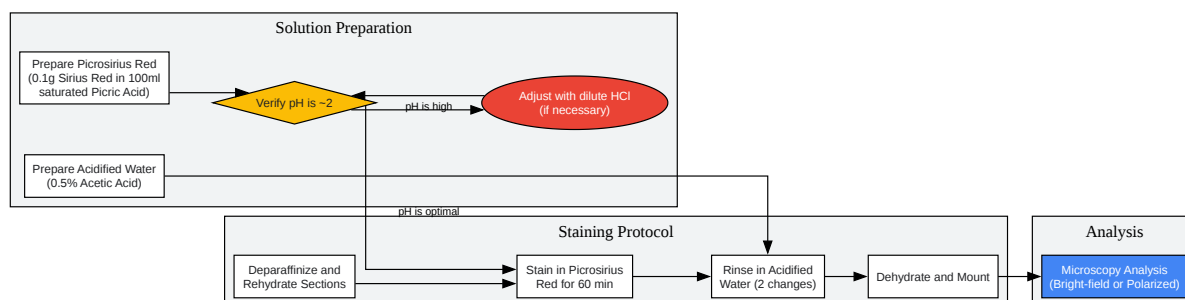 Solution Preparation
Prepare Picrosirius Red
(0.1g Sirius Red in 100ml
saturated Picric Acid)
Verify pH is ~2
pH is high
Adjust with dilute HCl
(if necessary)
Prepare Acidified Water
(0.5% Acetic Acid)
pH is optimal
Staining Protocol
Deparaffinize and
Rehydrate Sections
Stain in Picrosirius
Red for 60 min
Rinse in Acidified
Water (2 changes)
Dehydrate and Mount
Analysis
Microscopy Analysis
(Bright-field or Polarized)